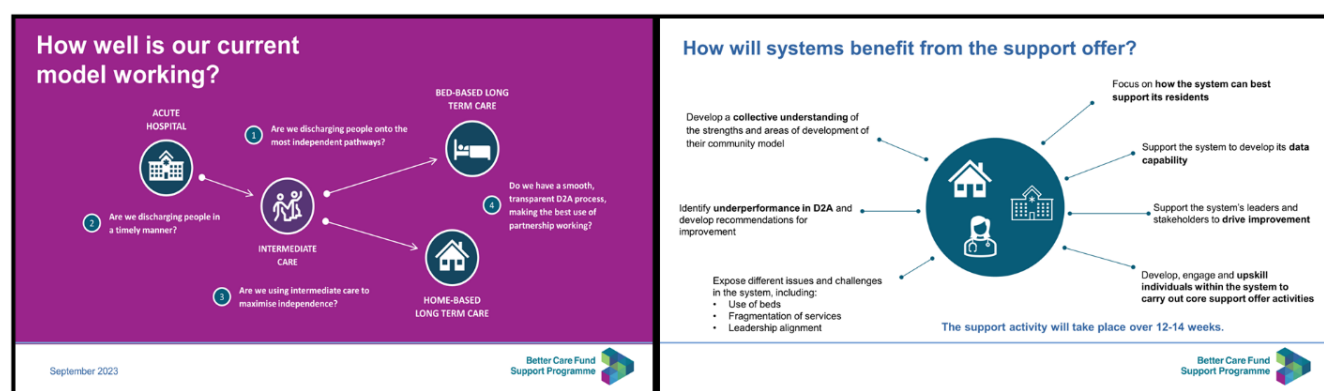 How well is our current
model working?
ACUTE
HOSPITAL
BED-BASED LONG
TERM CARE
1
Are we discharging people onto the
most independent pathways?
2
Are we discharging people in
a timely manner?
INTERMEDIATE
CARE
Do we have a smooth,
transparent D2A process,
making the best use of
partnership working?
4
3
Are we using intermediate care to
maximise independence?
HOME-BASED
LONG TERM CARE
September 2023
Better Care Fund
Support Programme
How will systems benefit from the support offer?
Develop a collective understanding of
the strengths and areas of development of
their community model
Identify underperformance in D2A and
develop recommendations for
improvement
Expose different issues and challenges
in the system, including:
• Use of beds
• Fragmentation of services
• Leadership alignment
Focus on how the system can best
support its residents
Support the system to develop its data
capability
Support the system's leaders and
stakeholders to drive improvement
Develop, engage and upskill
individuals within the system to
carry out core support offer activities
The support activity will take place over 12-14 weeks.
Better Care Fund
Support Programme